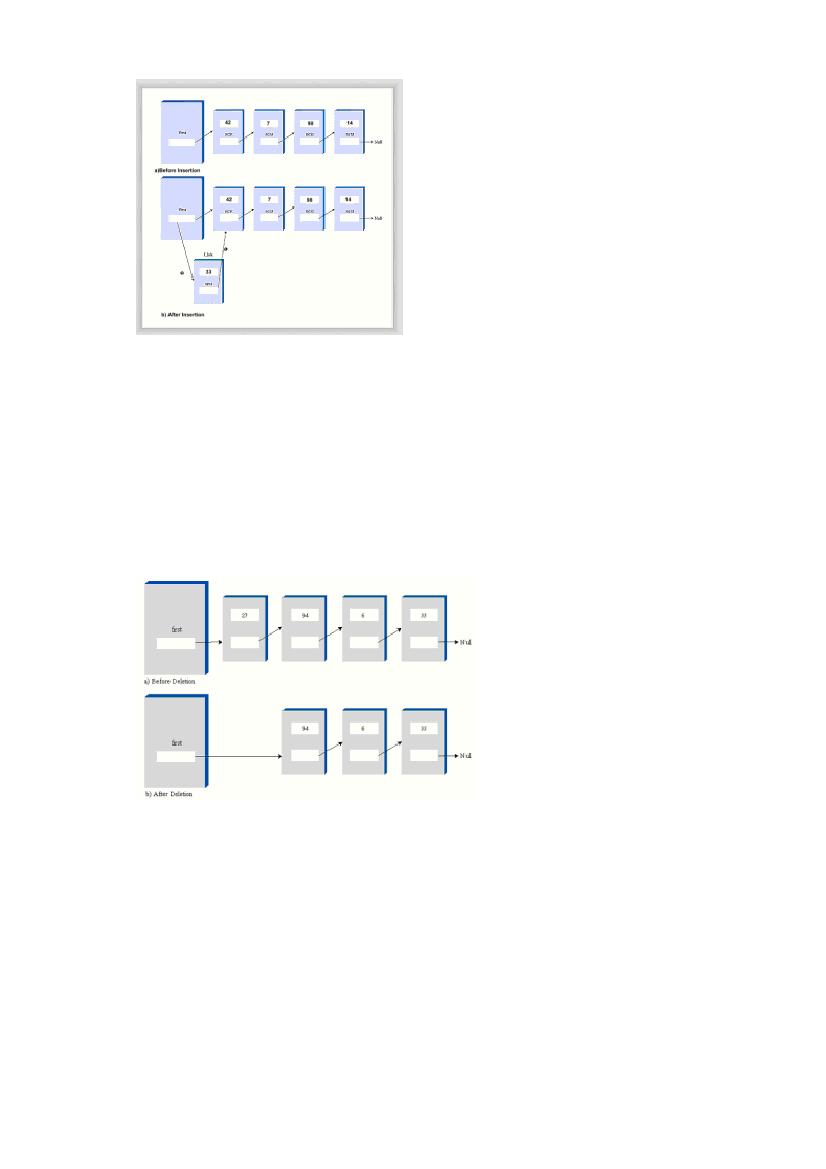 first
42 7 98 14
next next next next
Null
a)Before Insertion
first
42 7 98 94
next next next next
Null
Link
33
next
b) After Insertion
27 94 6 33
first
Null
a) Before Deletion
94 6 33
first
Null
b) After Deletion